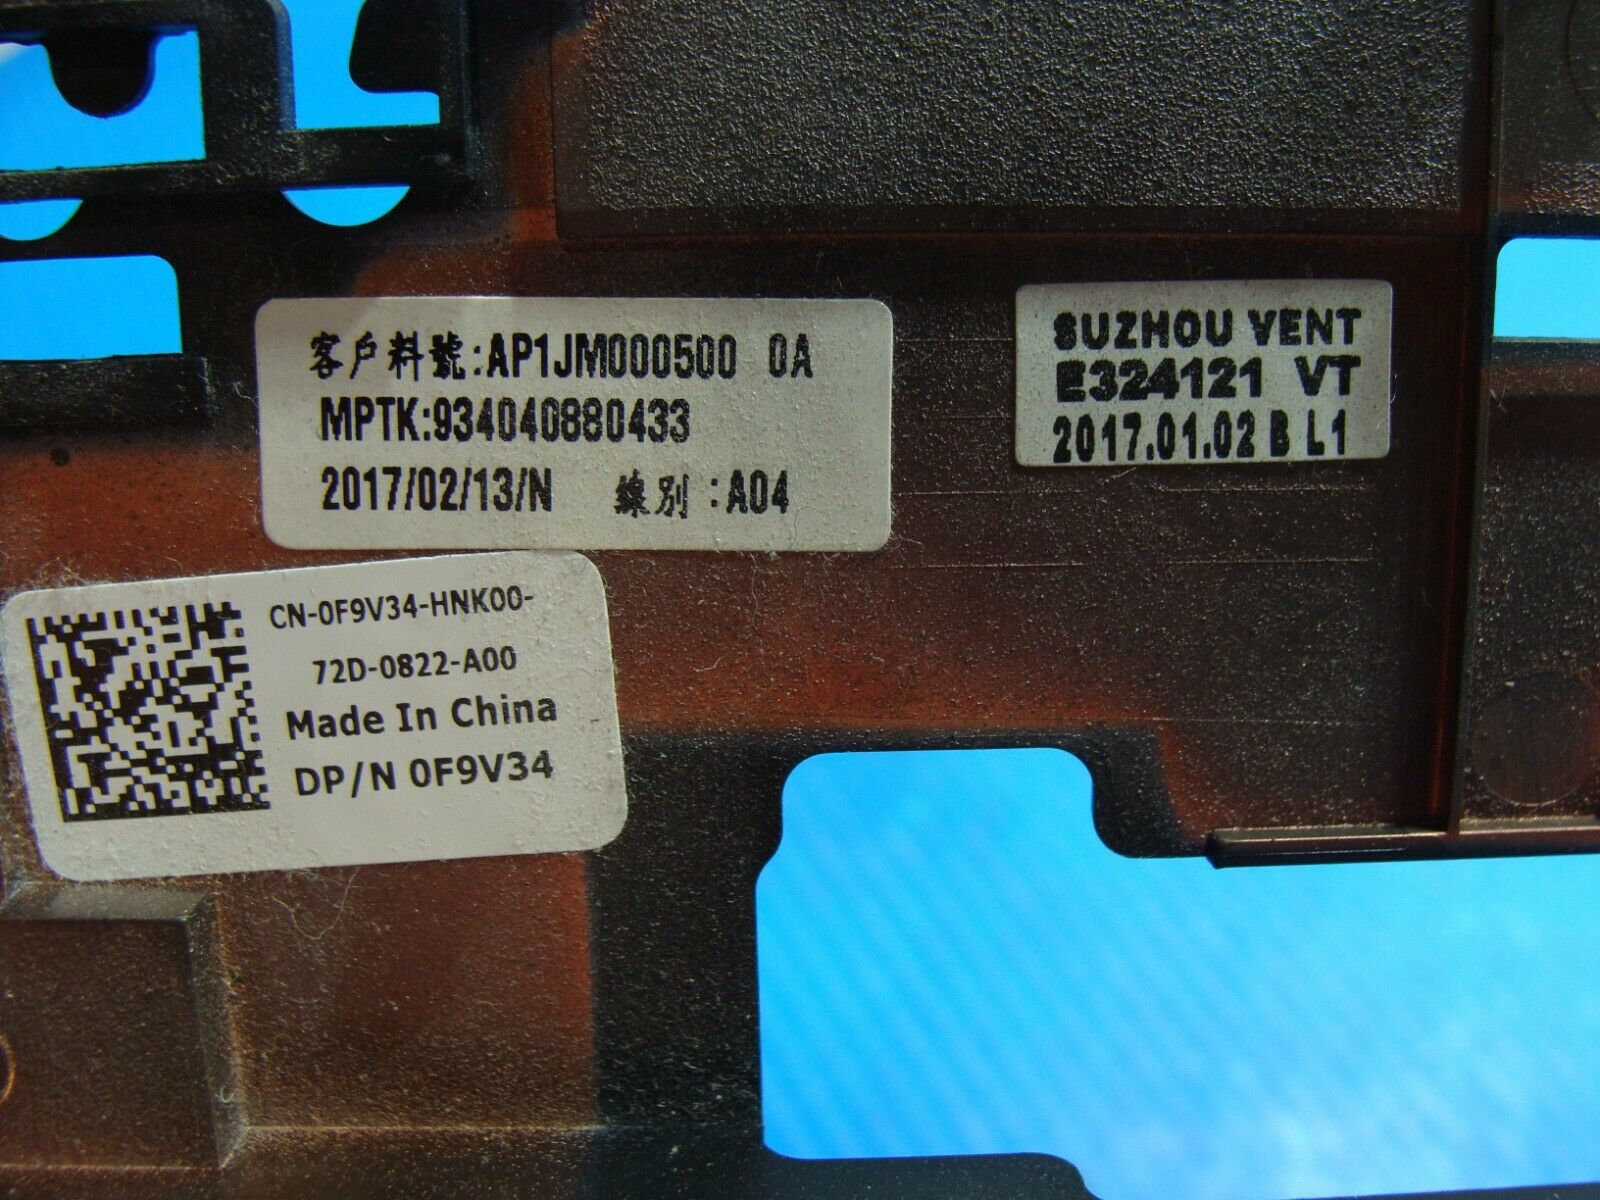 客戶料號:AP1JM000500 0A
MPTK:934040880433
2017/02/13/N 線別:A04
SUZHOU VENT
E324121 VT
2017.01.02 B L1
CN-0F9V34-HNK00-
72D-0822-A00
Made In China
DP/N 0F9V34